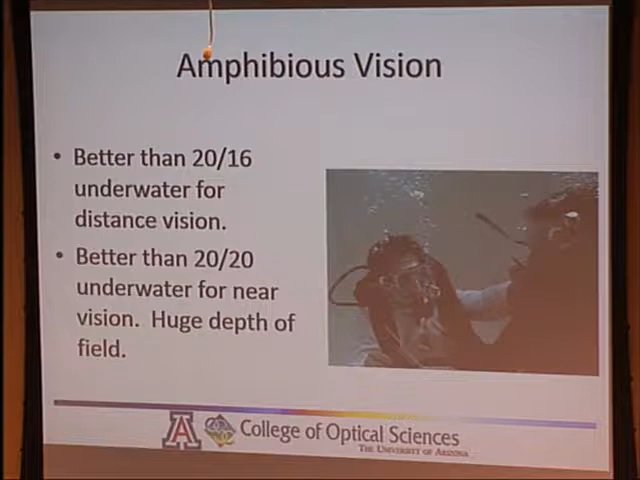 Amphibious Vision
• Better than 20/16
underwater for
distance vision.
• Better than 20/20
underwater for near
vision. Huge depth of
field.
A
College of Optical Sciences
THE UNIVERSITY OF ARIZONA